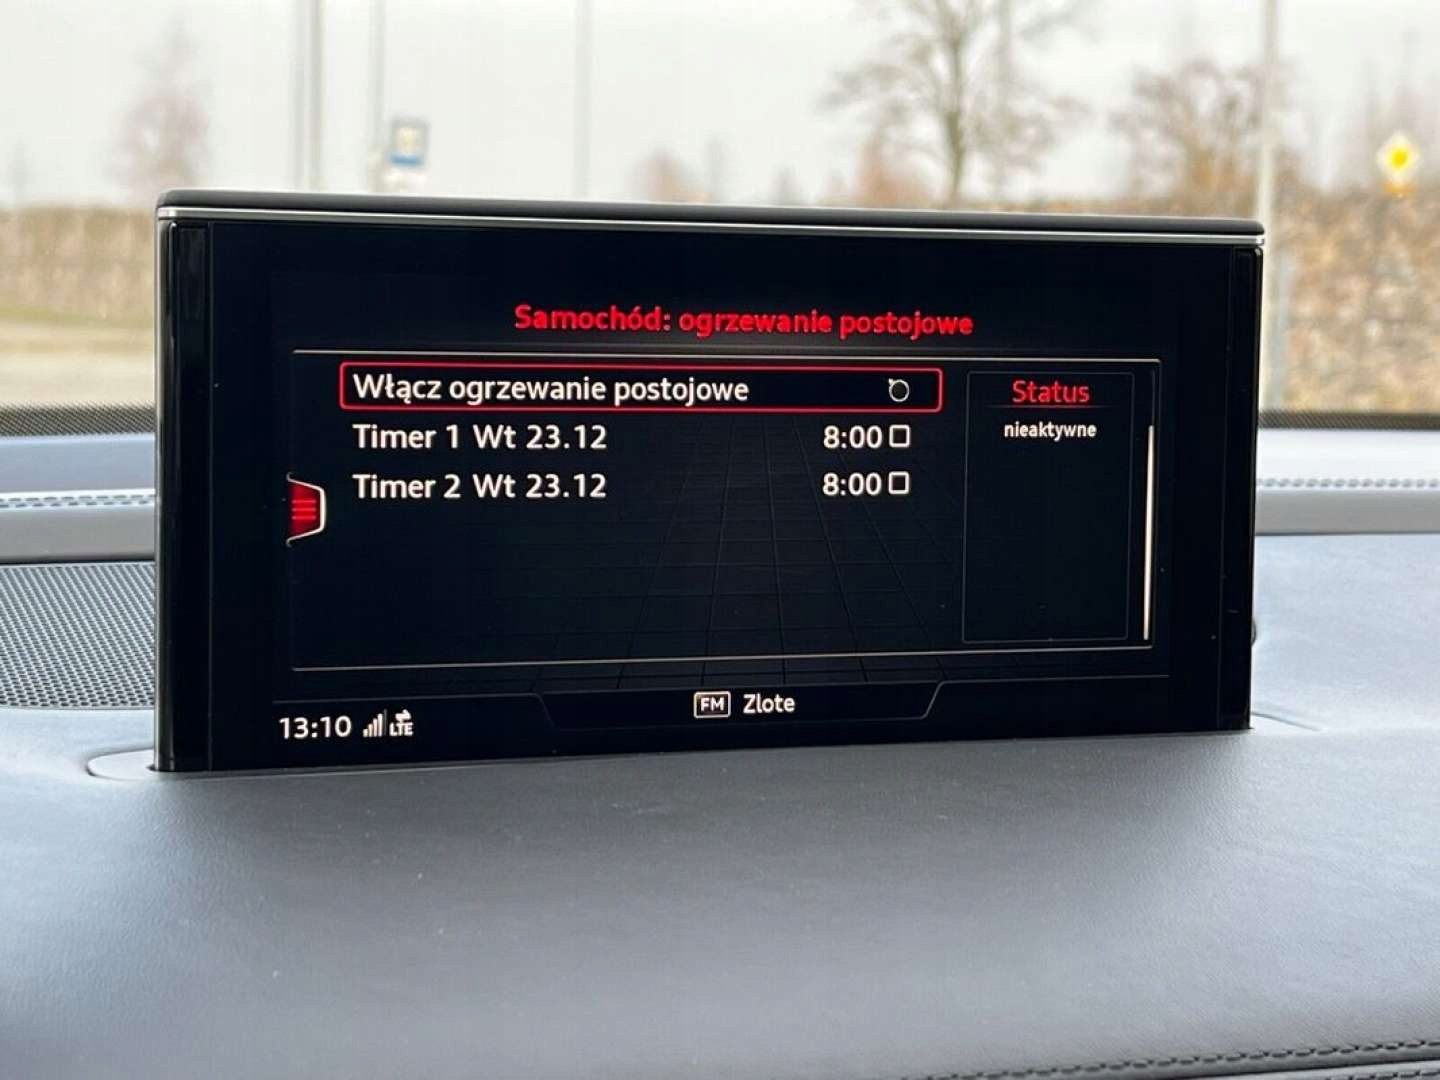 Samochód: ogrzewanie postojowe
Włącz ogrzewanie postojowe
Timer 1 Wt 23.12 8:00
Timer 2 Wt 23.12 8:00
Status
nieaktywne
FM Zlote
13:10 LTE